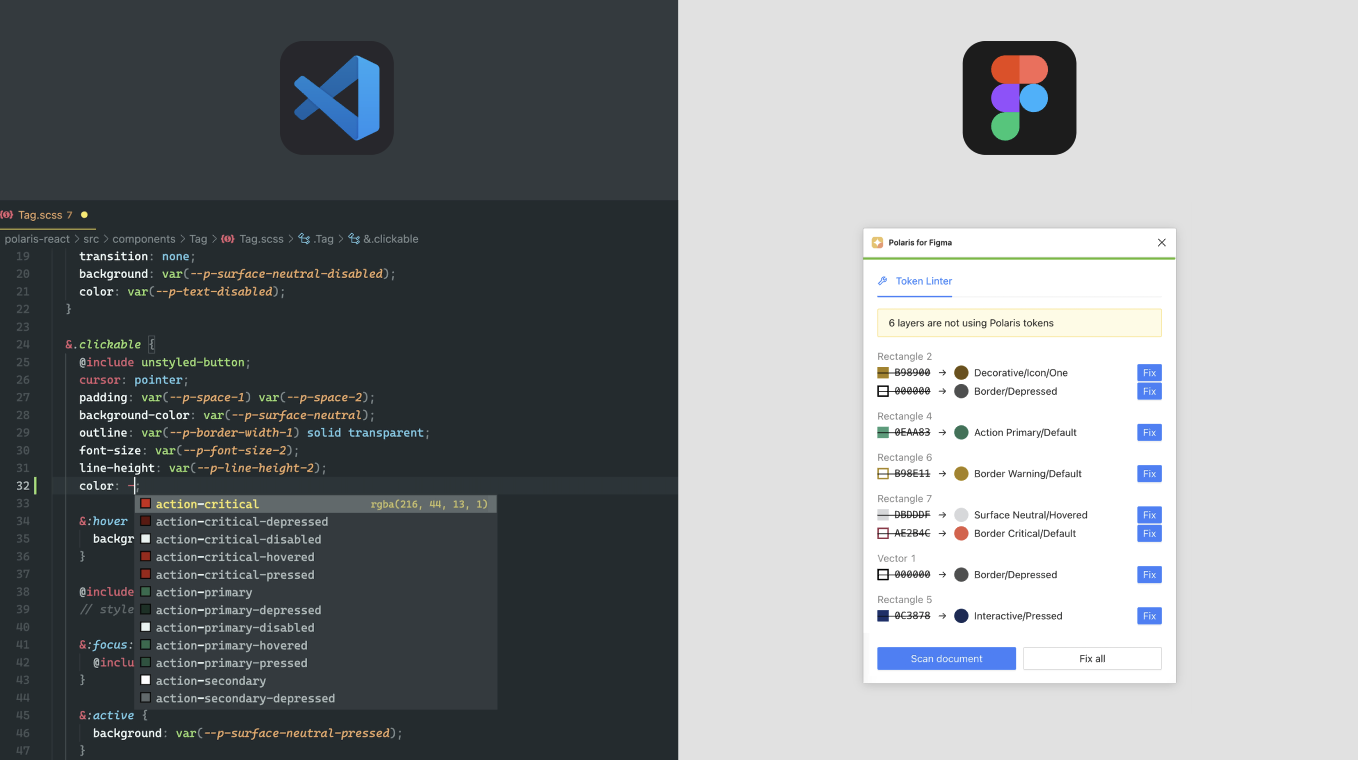 Tag.scss 7
polaris-react > src > components > Tag > Tag.scss > .Tag > &.clickable
19 transition: none;
20 background: var(--p-surface-neutral-disabled);
21 color: var(--p-text-disabled);
22 }
23
24 &.clickable {
25 @include unstyled-button;
26 cursor: pointer;
27 padding: var(--p-space-1) var(--p-space-2);
28 background-color: var(--p-surface-neutral);
29 outline: var(--p-border-width-1) solid transparent;
30 font-size: var(--p-font-size-2);
31 line-height: var(--p-line-height-2);
32 color: -;
33
34 &:hover
35 backgr
36 }
37
38 @include
39 // style
40
41 &:focus:
42 @inclu
43 }
44
45 &:active {
46 background: var(--p-surface-neutral-pressed);
47 }
action-critical rgba(216, 44, 13, 1)
action-critical-depressed
action-critical-disabled
action-critical-hovered
action-critical-pressed
action-primary
action-primary-depressed
action-primary-disabled
action-primary-hovered
action-primary-pressed
action-secondary
action-secondary-depressed
Polaris for Figma
Token Linter
6 layers are not using Polaris tokens
Rectangle 2
B98900 → Decorative/Icon/One Fix
000000 → Border/Depressed Fix
Rectangle 4
0EAA83 → Action Primary/Default Fix
Rectangle 6
B98E11 → Border Warning/Default Fix
Rectangle 7
DBDDDF → Surface Neutral/Hovered Fix
AE2B4C → Border Critical/Default Fix
Vector 1
000000 → Border/Depressed Fix
Rectangle 5
0C3878 → Interactive/Pressed Fix
Scan document Fix all